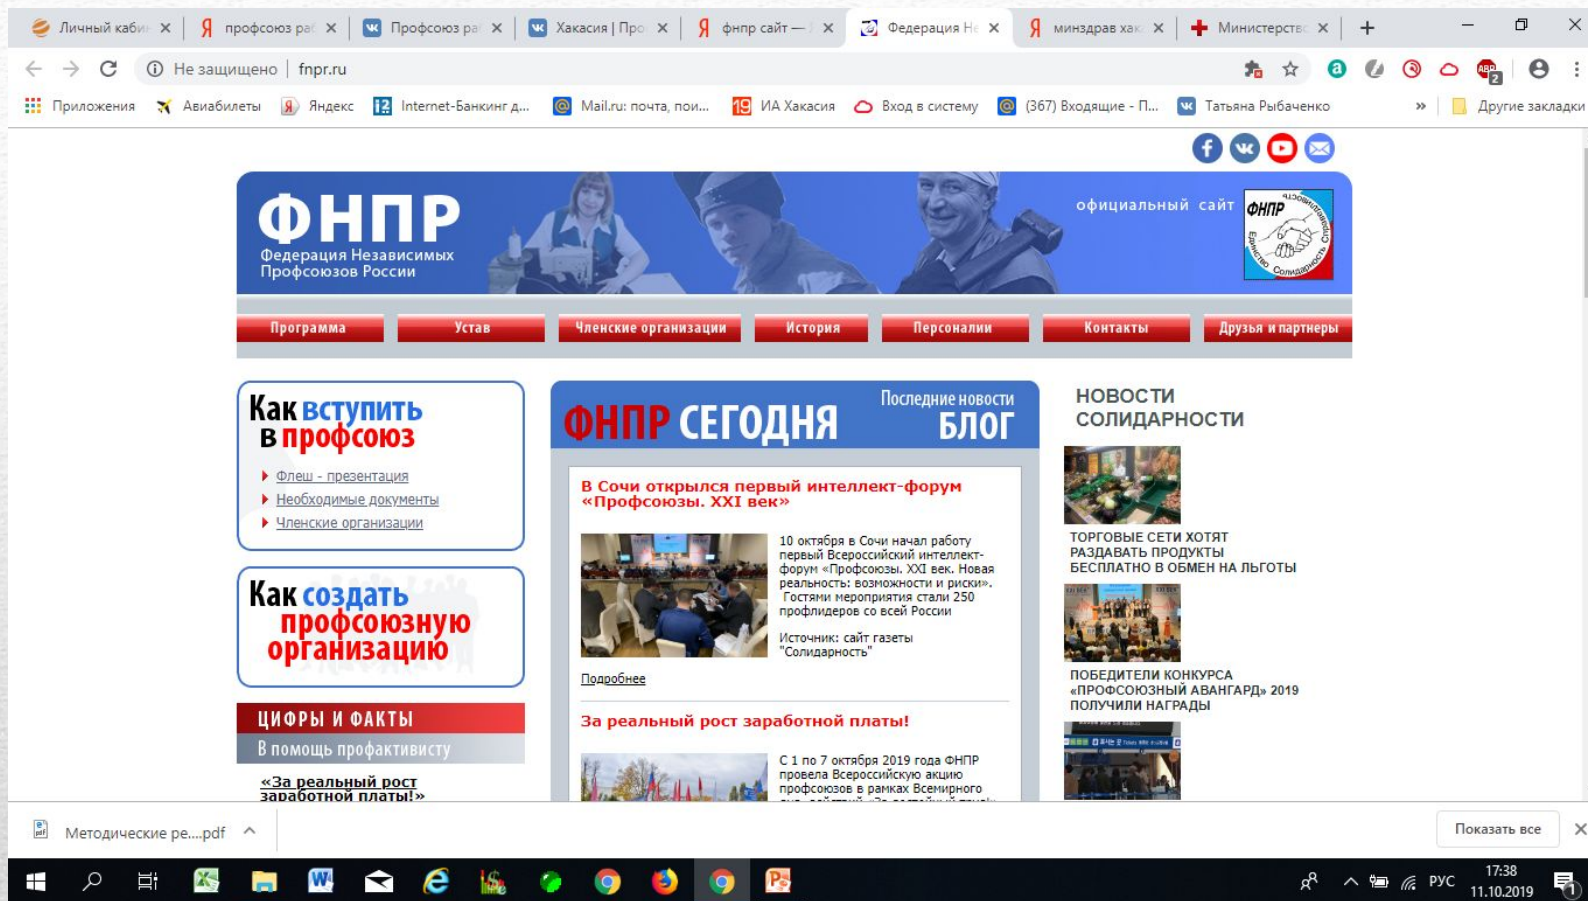 Личный каби
профсоюз ра
Профсоюз ра
Хакасия | Про
фнпр сайт —
Федерация Не
минздрав хак
Министерство
Не защищено | fnpr.ru
ABP
2
Приложения
Авиабилеты
Яндекс
Internet-Банкинг д...
Mail.ru: почта, пои...
ИА Хакасия
Вход в систему
(367) Входящие - П...
Татьяна Рыбаченко
»
Другие закладки
ФНПР
Федерация Независимых
Профсоюзов России
официальный сайт
ФНПР
Единство Солидарность Справедливость
Программа
Устав
Членские организации
История
Персоналии
Контакты
Друзья и партнеры
Как вступить
в профсоюз
Флеш - презентация
Необходимые документы
Членские организации
Как создать
профсоюзную
организацию
ЦИФРЫ И ФАКТЫ
В помощь профактивисту
«За реальный рост
заработной платы!»
ФНПР СЕГОДНЯ
Последние новости
БЛОГ
В Сочи открылся первый интеллект-форум
«Профсоюзы. XXI век»
10 октября в Сочи начал работу
первый Всероссийский интеллект-
форум «Профсоюзы. XXI век. Новая
реальность: возможности и риски».
Гостями мероприятия стали 250
профлидеров со всей России
Источник: сайт газеты
"Солидарность"
Подробнее
За реальный рост заработной платы!
С 1 по 7 октября 2019 года ФНПР
провела Всероссийскую акцию
профсоюзов в рамках Всемирного
НОВОСТИ
СОЛИДАРНОСТИ
ТОРГОВЫЕ СЕТИ ХОТЯТ
РАЗДАВАТЬ ПРОДУКТЫ
БЕСПЛАТНО В ОБМЕН НА ЛЬГОТЫ
ПОБЕДИТЕЛИ КОНКУРСА
«ПРОФСОЮЗНЫЙ АВАНГАРД» 2019
ПОЛУЧИЛИ НАГРАДЫ
Методические ре....pdf
Показать все
РУС
17:38
11.10.2019
1